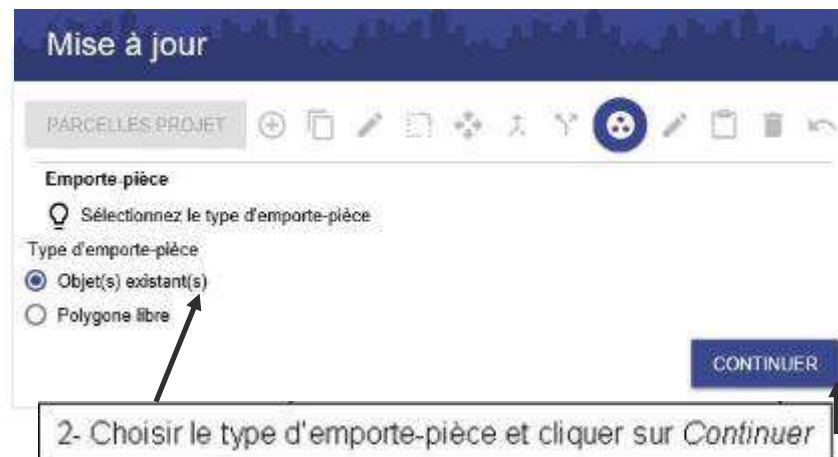 Mise à jour
PARCELLES PROJET
Emporte-pièce
Sélectionnez le type d'emporte-pièce
Type d'emporte-pièce
Objet(s) existant(s)
Polygone libre
CONTINUER
2- Choisir le type d'emporte-pièce et cliquer sur Continuer